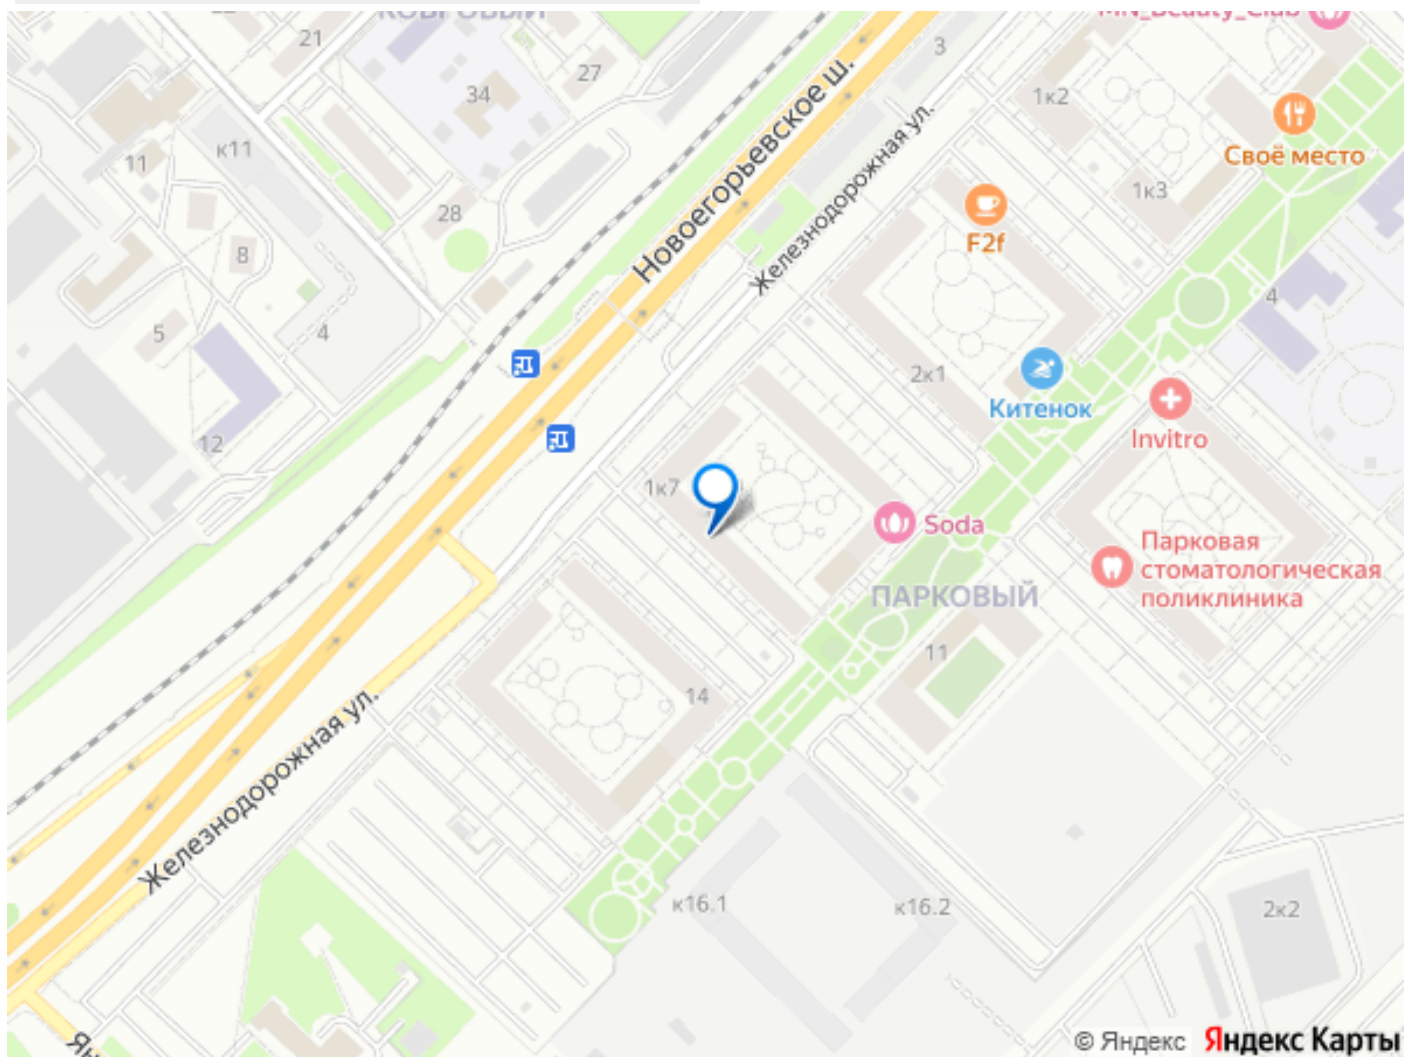 КОВРОВЫЙ
MN_Beauty_Club
21
3
27
34
Новоегорьевское ш.
1к2
Своё место
к11
11
Железнодорожная ул.
1к3
28
F2f
8
4
5
4
2к1
Китенок
Invitro
12
1к7
Soda
Парковая
стоматологическая
поликлиника
ПАРКОВЫЙ
11
14
Железнодорожная ул.
к16.1
к16.2
2к2
© Яндекс
Яндекс Карты